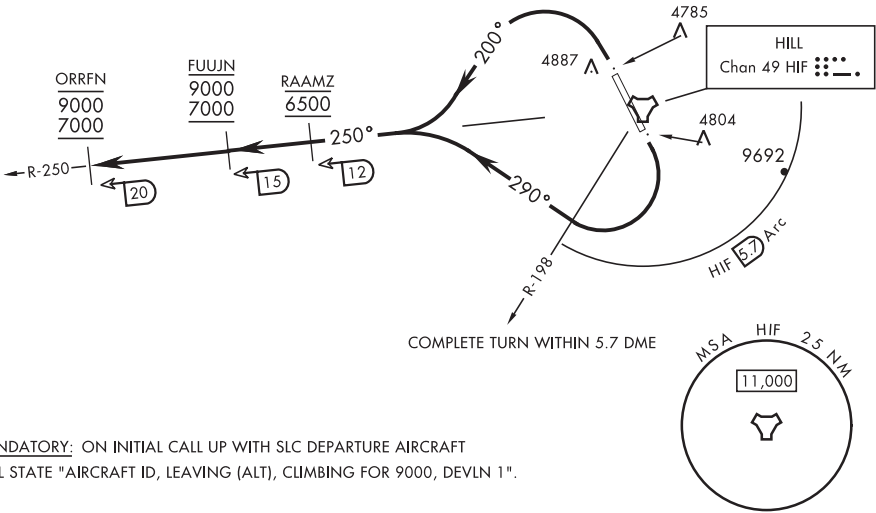 4785
HILL
Chan 49 HIF
4887
200°
ORRFN
9000
7000
FUUJN
9000
7000
RAAMZ
6500
250°
4804
9692
R-250
20
15
12
290°
HIF 5.7 Arc
R-198
COMPLETE TURN WITHIN 5.7 DME
MSA HIF 25 NM
11,000
NDATORY: ON INITIAL CALL UP WITH SLC DEPARTURE AIRCRAFT
L STATE "AIRCRAFT ID, LEAVING (ALT), CLIMBING FOR 9000, DEVLN 1".